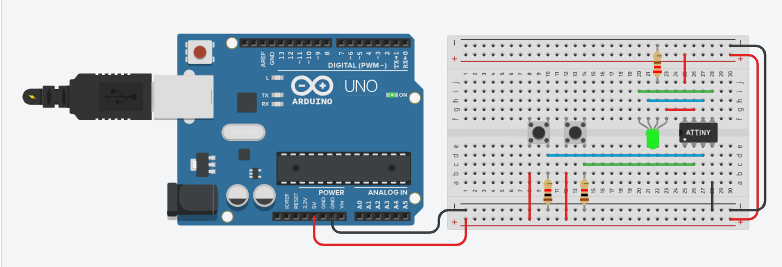 AREF
GND
13
12
~11
~10
~9
8
7
~6
~5
4
~3
2
TX→1
RX←0
DIGITAL (PWM~)
L
TX
RX
UNO
ON
ARDUINO
ATTINY
POWER
ANALOG IN
IOREF
RESET
3.3V
5V
GND
GND
Vin
A0
A1
A2
A3
A4
A5